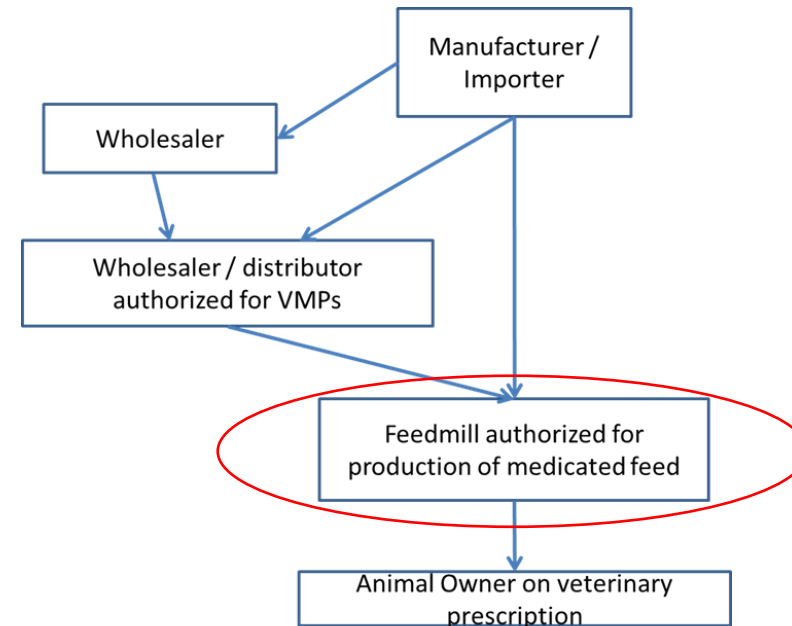 Manufacturer /
Importer
Wholesaler
Wholesaler / distributor
authorized for VMPs
Feedmill authorized for
production of medicated feed
Animal Owner on veterinary
prescription